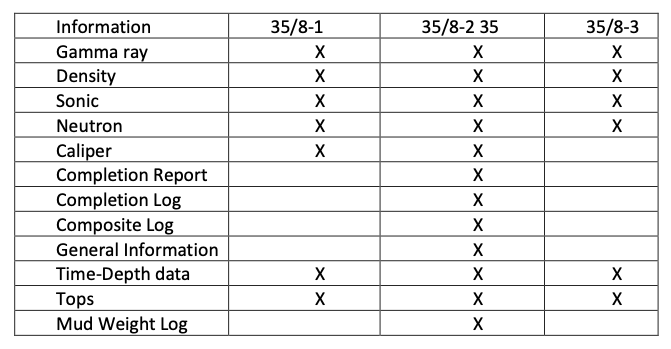 Information 35/8-1 35/8-2 35 35/8-3
Gamma ray X X X
Density X X X
Sonic X X X
Neutron X X X
Caliper X X
Completion Report X
Completion Log X
Composite Log X
General Information X
Time-Depth data X X X
Tops X X X
Mud Weight Log X